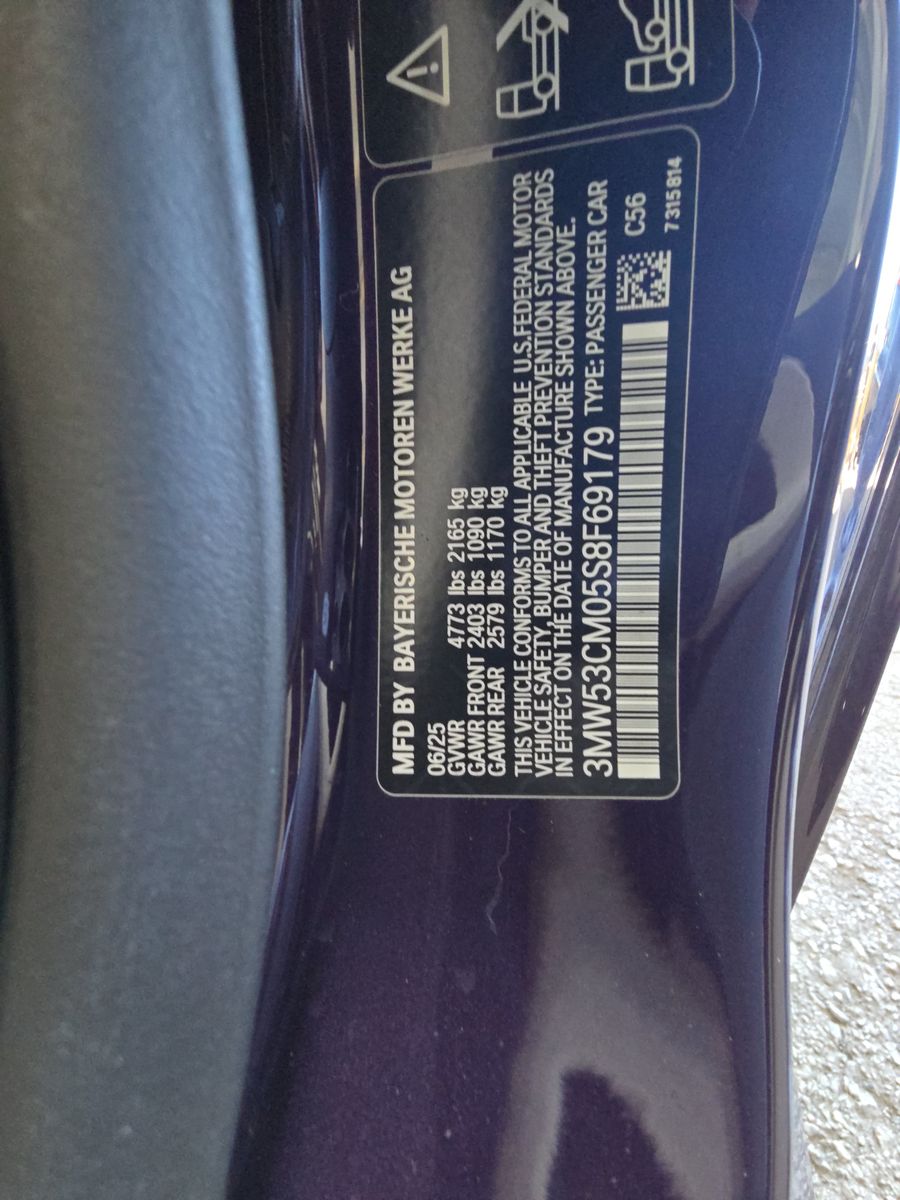 MFD BY BAYERISCHE MOTOREN WERKE AG
06/25
GVWR 4773 lbs 2165 kg
GAWR FRONT 2403 lbs 1090 kg
GAWR REAR 2579 lbs 1170 kg
THIS VEHICLE CONFORMS TO ALL APPLICABLE U.S.FEDERAL MOTOR
VEHICLE SAFETY, BUMPER AND THEFT PREVENTION STANDARDS
IN EFFECT ON THE DATE OF MANUFACTURE SHOWN ABOVE.
3MW53CM05S8F69179 TYPE: PASSENGER CAR
C56
7315814